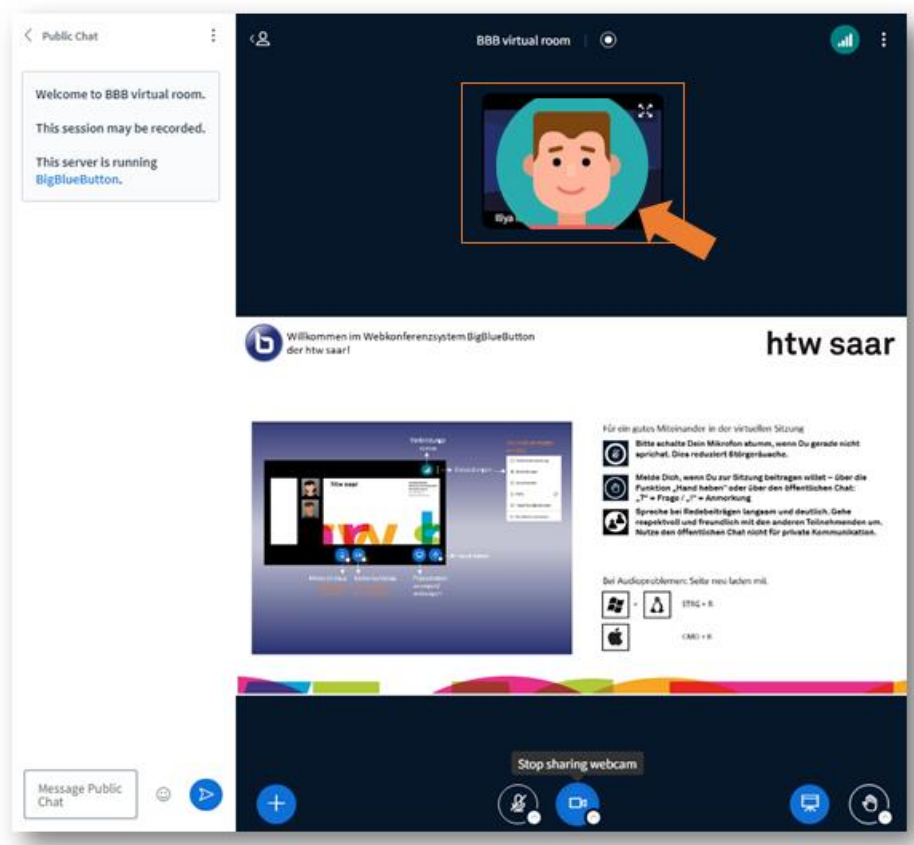 Public Chat
Welcome to BBB virtual room.
This session may be recorded.
This server is running
BigBlueButton.
Message Public
Chat
BBB virtual room
Iliya
Willkommen im Webkonferenzsystem BigBlueButton
der htw saar!
htw saar
htw saar
Für ein gutes Miteinander in der virtuellen Sitzung
Bitte schalte Dein Mikrofon stumm, wenn Du gerade nicht
sprichst. Dies reduziert Störgeräusche.
Melde Dich, wenn Du zur Sitzung beitragen willst – über die
Funktion „Hand heben" oder über den öffentlichen Chat:
„?" = Frage / „!" = Anmerkung
Spreche bei Redebeiträgen langsam und deutlich. Gehe
respektvoll und freundlich mit den anderen Teilnehmenden um.
Nutze den öffentlichen Chat nicht für private Kommunikation.
Bei Audioproblemen: Seite neu laden mit
STRG + R
CMD + R
Stop sharing webcam